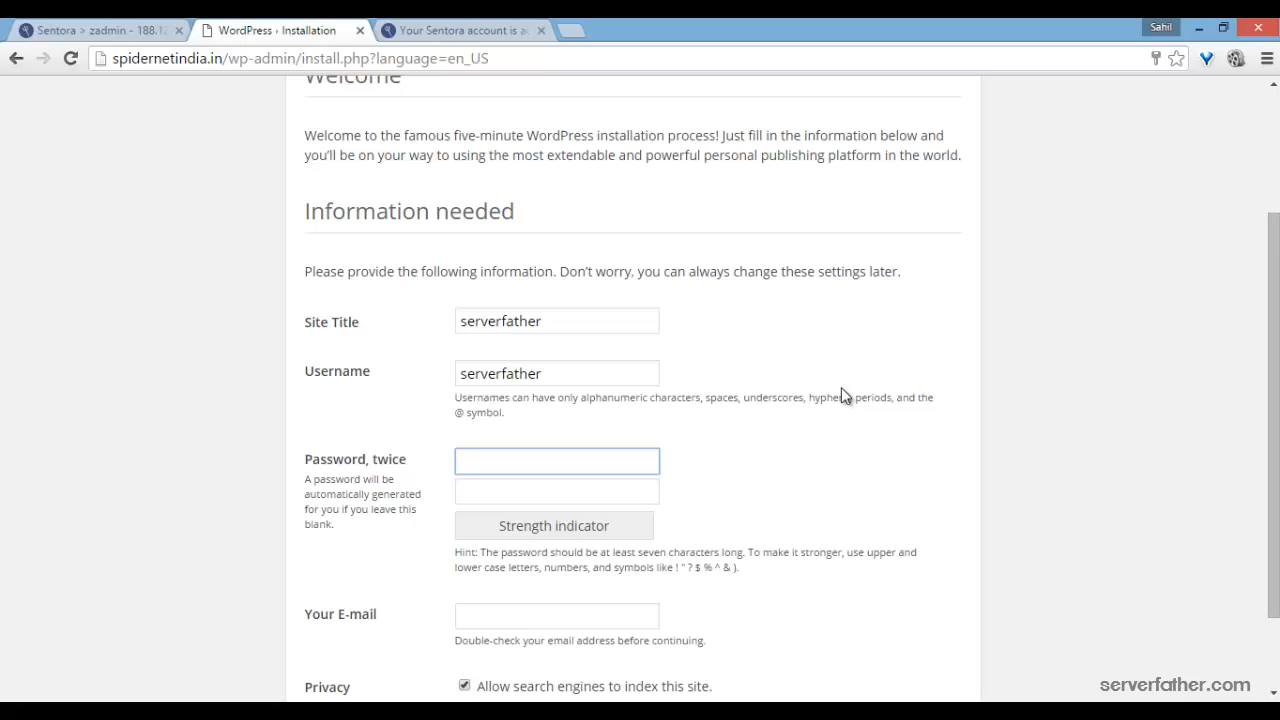 Sentora > zadmin - 188.1
WordPress › Installation
Your Sentora account is a
Sahil
spidernetindia.in/wp-admin/install.php?language=en_US
Welcome
Welcome to the famous five-minute WordPress installation process! Just fill in the information below and
you'll be on your way to using the most extendable and powerful personal publishing platform in the world.
Information needed
Please provide the following information. Don't worry, you can always change these settings later.
Site Title
serverfather
Username
serverfather
Usernames can have only alphanumeric characters, spaces, underscores, hyphens, periods, and the
@ symbol.
Password, twice
A password will be
automatically generated
for you if you leave this
blank.
Strength indicator
Hint: The password should be at least seven characters long. To make it stronger, use upper and
lower case letters, numbers, and symbols like ! " ? $ % ^ & ).
Your E-mail
Double-check your email address before continuing.
Privacy
Allow search engines to index this site.
serverfather.com